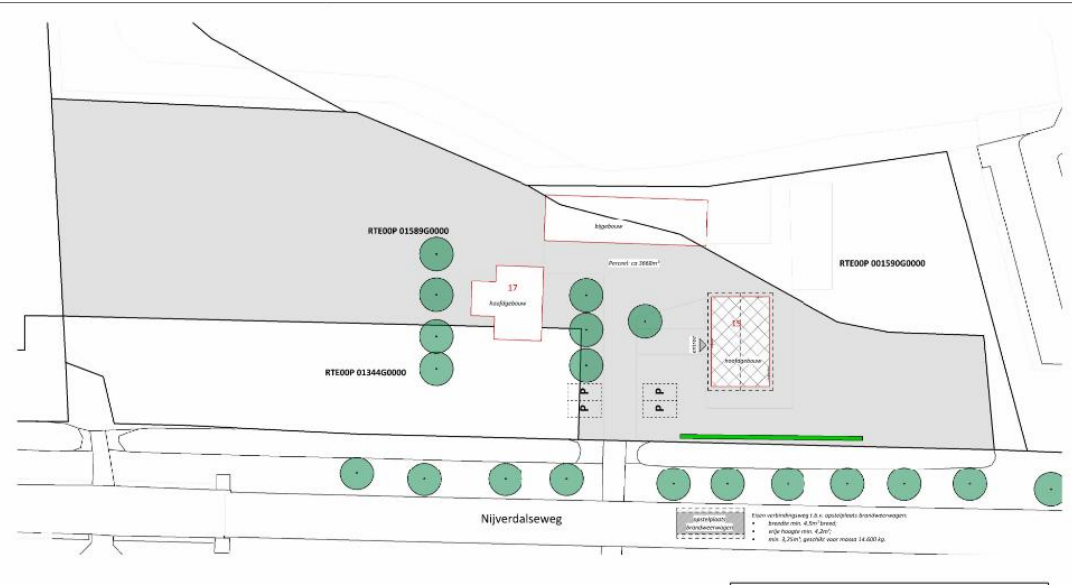 RTE00P 01589G0000
bijgebouw
Perceel: ca 3868m²
RTE00P 001590G0000
17
hoofdgebouw
15
entree
hoofdgebouw
RTE00P 01344G0000
P P
P P
Nijverdalseweg
opstelplaats
brandweerwagen
Eisen verbindingsweg t.b.v. opstelplaats brandweerwagen:
• breedte min. 4,5m¹ breed;
• vrije hoogte min. 4,2m¹;
• min. 3,25m¹; geschikt voor massa 14.600 kg.